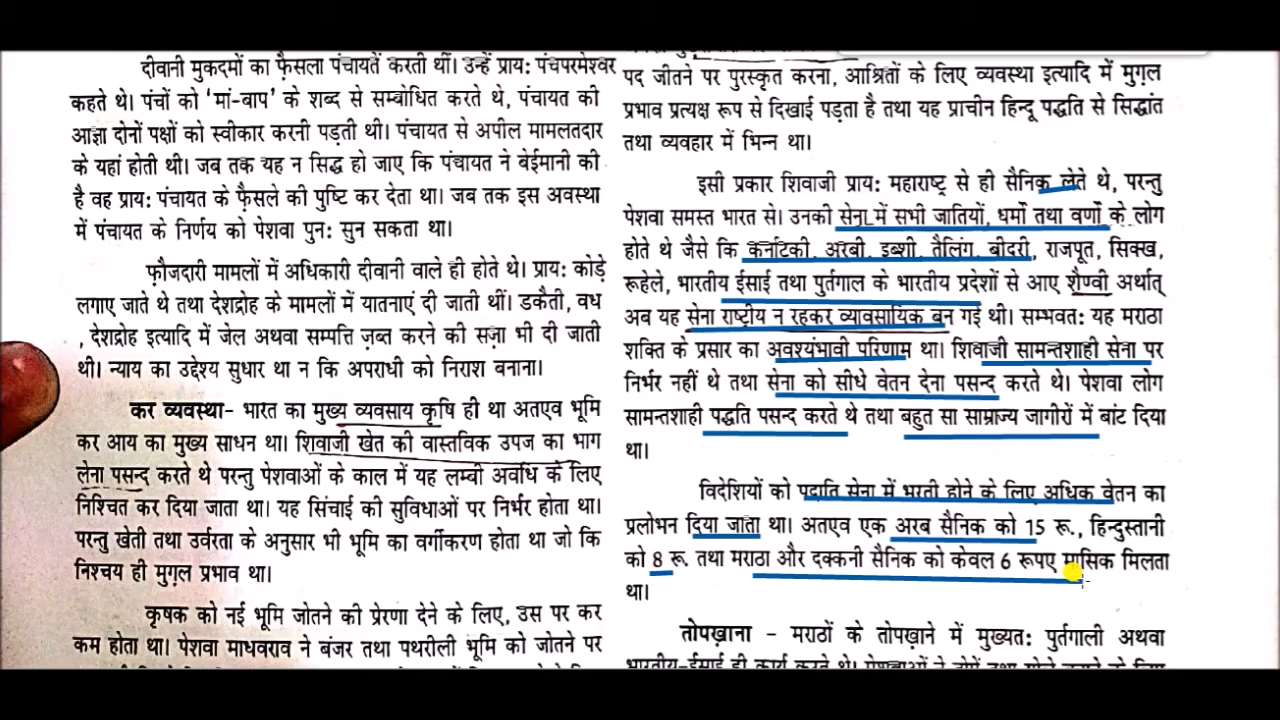 दीवानी मुकदमों का फ़ैसला पंचायतें करती थीं। उन्हें प्राय: पंचपरमेश्वर
कहते थे। पंचों को 'मां-बाप' के शब्द से सम्बोधित करते थे, पंचायत की
आज्ञा दोनों पक्षों को स्वीकार करनी पड़ती थी। पंचायत से अपील मामलतदार
के यहां होती थी। जब तक यह न सिद्ध हो जाए कि पंचायत ने बेईमानी की
है वह प्राय: पंचायत के फ़ैसले की पुष्टि कर देता था। जब तक इस अवस्था
में पंचायत के निर्णय को पेशवा पुन: सुन सकता था।
फ़ौजदारी मामलों में अधिकारी दीवानी वाले ही होते थे। प्राय: कोड़े
लगाए जाते थे तथा देशद्रोह के मामलों में यातनाएं दी जाती थीं। डकैती, वध
, देशद्रोह इत्यादि में जेल अथवा सम्पत्ति ज़ब्त करने की सज़ा भी दी जाती
थी। न्याय का उद्देश्य सुधार था न कि अपराधी को निराश बनाना।
कर व्यवस्था- भारत का मुख्य व्यवसाय कृषि ही था अतएव भूमि
कर आय का मुख्य साधन था। शिवाजी खेत की वास्तविक उपज का भाग
लेना पसन्द करते थे परन्तु पेशवाओं के काल में यह लम्बी अवधि के लिए
निश्चित कर दिया जाता था। यह सिंचाई की सुविधाओं पर निर्भर होता था।
परन्तु खेती तथा उर्वरता के अनुसार भी भूमि का वर्गीकरण होता था जो कि
निश्चय ही मुग़ल प्रभाव था।
कृषक को नई भूमि जोतने की प्रेरणा देने के लिए, उस पर कर
कम होता था। पेशवा माधवराव ने बंजर तथा पथरीली भूमि को जोतने पर
पद जीतने पर पुरस्कृत करना, आश्रितों के लिए व्यवस्था इत्यादि में मुग़ल
प्रभाव प्रत्यक्ष रूप से दिखाई पड़ता है तथा यह प्राचीन हिन्दू पद्धति से सिद्धांत
तथा व्यवहार में भिन्न था।
इसी प्रकार शिवाजी प्राय: महाराष्ट्र से ही सैनिक लेते थे, परन्तु
पेशवा समस्त भारत से। उनकी सेना में सभी जातियों, धर्मों तथा वर्णों के लोग
होते थे जैसे कि कर्नाटकी, अरबी, डब्शी, तैलिंग, बीदरी, राजपूत, सिक्ख,
रूहेले, भारतीय ईसाई तथा पुर्तगाल के भारतीय प्रदेशों से आए शैण्वी अर्थात्
अब यह सेना राष्ट्रीय न रहकर व्यावसायिक बन गई थी। सम्भवत: यह मराठा
शक्ति के प्रसार का अवश्यंभावी परिणाम था। शिवाजी सामन्तशाही सेना पर
निर्भर नहीं थे तथा सेना को सीधे वेतन देना पसन्द करते थे। पेशवा लोग
सामन्तशाही पद्धति पसन्द करते थे तथा बहुत सा साम्राज्य जागीरों में बांट दिया
था।
विदेशियों को पदाति सेना में भरती होने के लिए अधिक वेतन का
प्रलोभन दिया जाता था। अतएव एक अरब सैनिक को 15 रू., हिन्दुस्तानी
को 8 रू. तथा मराठा और दक्कनी सैनिक को केवल 6 रूपए मासिक मिलता
था।
तोपख़ाना - मराठों के तोपख़ाने में मुख्यत: पुर्तगाली अथवा
भारतीय-ईसाई ही कार्य करते थे।